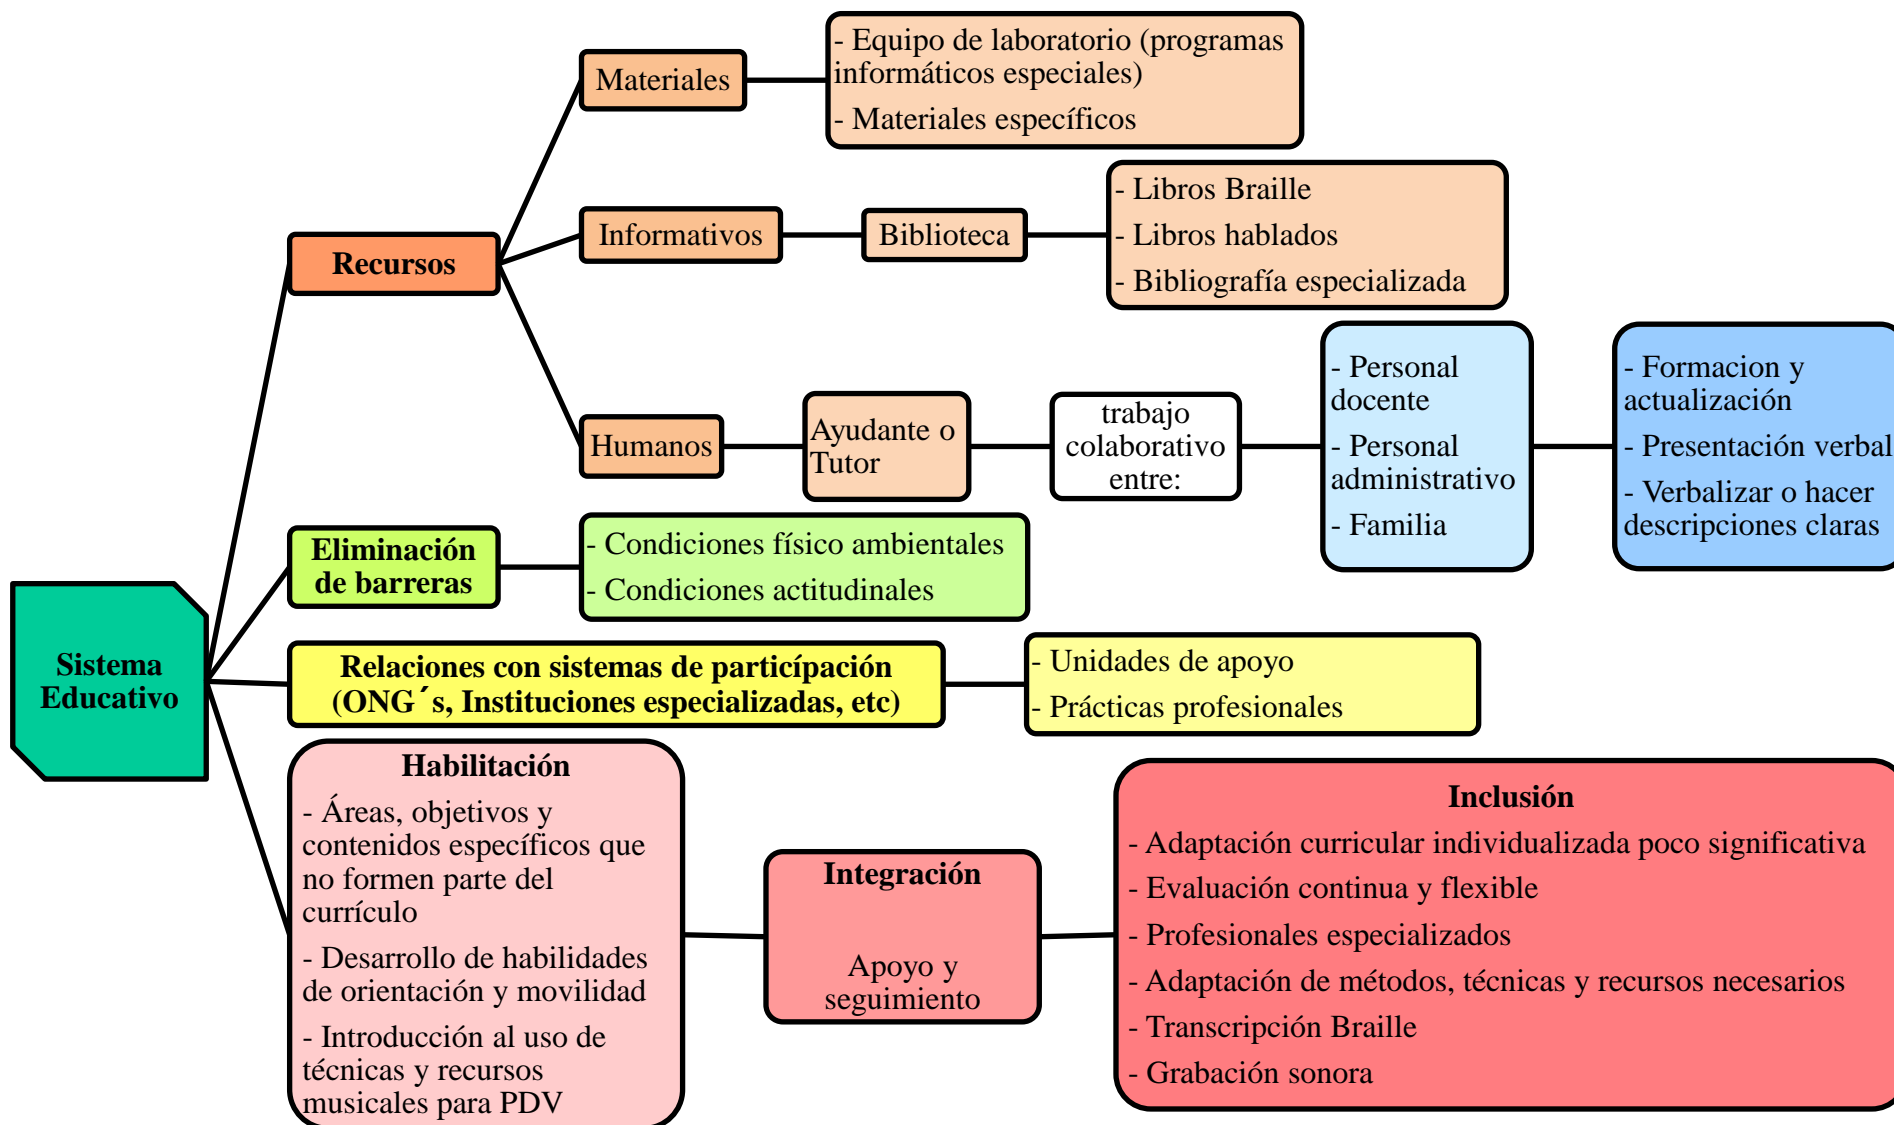 - Equipo de laboratorio (programas
informáticos especiales)
- Materiales específicos
Materiales
- Libros Braille
- Libros hablados
- Bibliografía especializada
Informativos
Biblioteca
Recursos
Humanos
Ayudante o
Tutor
trabajo
colaborativo
entre:
- Personal
docente
- Personal
administrativo
- Familia
- Formacion y
actualización
- Presentación verbal
- Verbalizar o hacer
descripciones claras
Eliminación
de barreras
- Condiciones físico ambientales
- Condiciones actitudinales
Sistema
Educativo
Relaciones con sistemas de particípación
(ONG´s, Instituciones especializadas, etc)
- Unidades de apoyo
- Prácticas profesionales
Habilitación
- Áreas, objetivos y
contenidos específicos que
no formen parte del
currículo
- Desarrollo de habilidades
de orientación y movilidad
- Introducción al uso de
técnicas y recursos
musicales para PDV
Integración
Apoyo y
seguimiento
Inclusión
- Adaptación curricular individualizada poco significativa
- Evaluación continua y flexible
- Profesionales especializados
- Adaptación de métodos, técnicas y recursos necesarios
- Transcripción Braille
- Grabación sonora